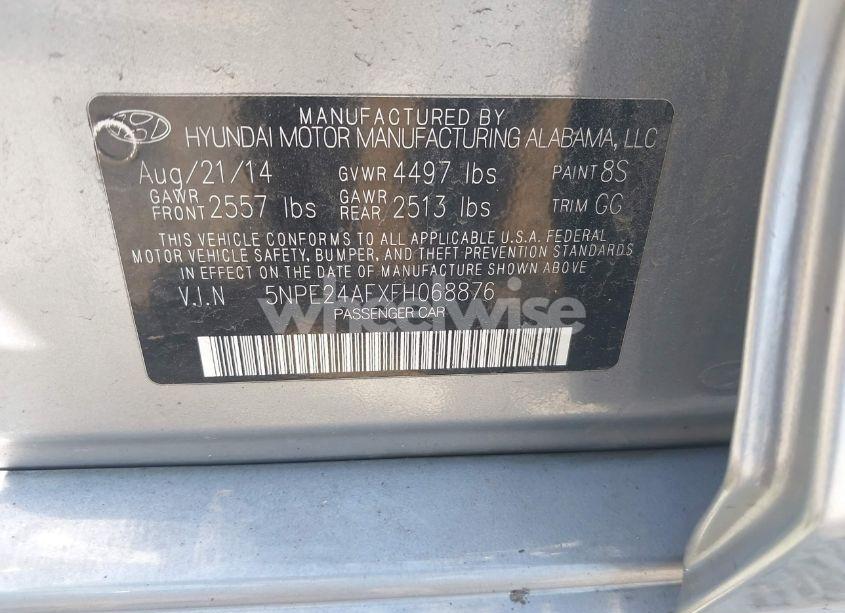 MANUFACTURED BY
HYUNDAI MOTOR MANUFACTURING ALABAMA, LLC
Aug/21/14 GVWR 4497 lbs PAINT 8S
GAWR FRONT 2557 lbs GAWR REAR 2513 lbs TRIM GG
THIS VEHICLE CONFORMS TO ALL APPLICABLE U.S.A. FEDERAL
MOTOR VEHICLE SAFETY, BUMPER, AND THEFT PREVENTION STANDARDS
IN EFFECT ON THE DATE OF MANUFACTURE SHOWN ABOVE
V.I.N 5NPE24AFXFH068876
PASSENGER CAR
wheelwise